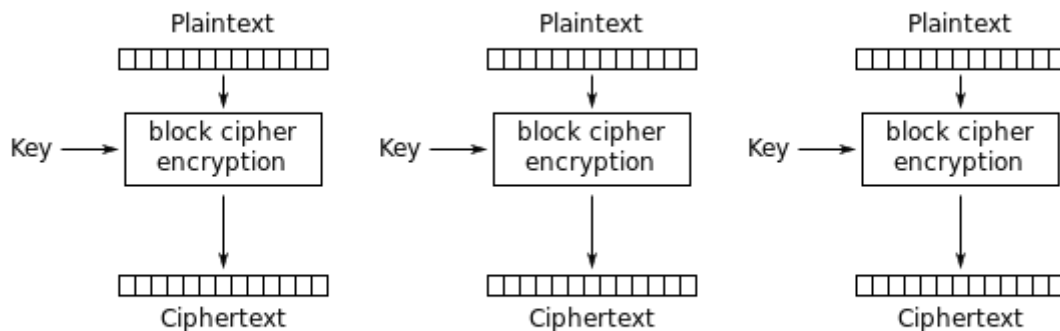 Plaintext Plaintext Plaintext
Key block cipher encryption Key block cipher encryption Key block cipher encryption
Ciphertext Ciphertext Ciphertext